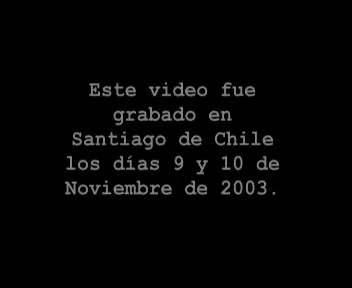 Este video fue
grabado en
Santiago de Chile
los días 9 y 10 de
Noviembre de 2003.